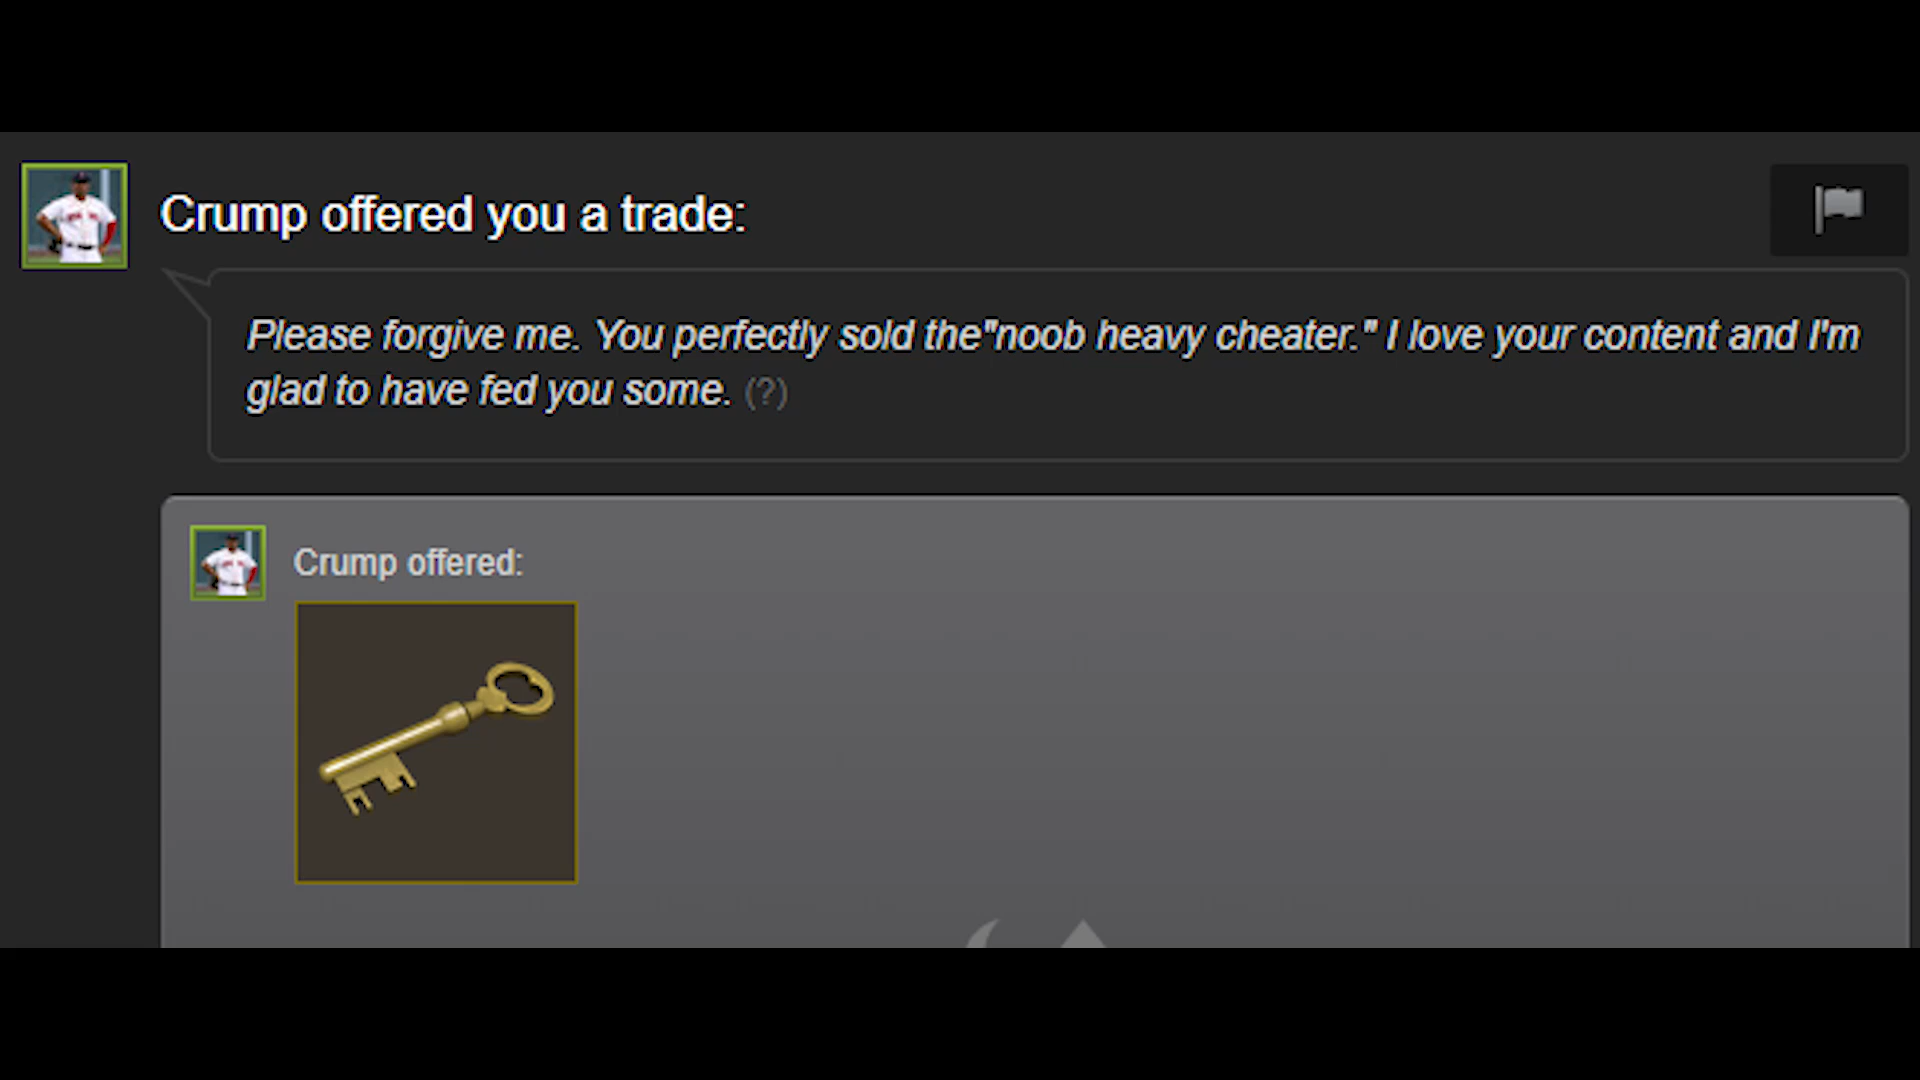 Crump offered you a trade:
Please forgive me. You perfectly sold the"noob heavy cheater." I love your content and I'm
glad to have fed you some. (?)
Crump offered: